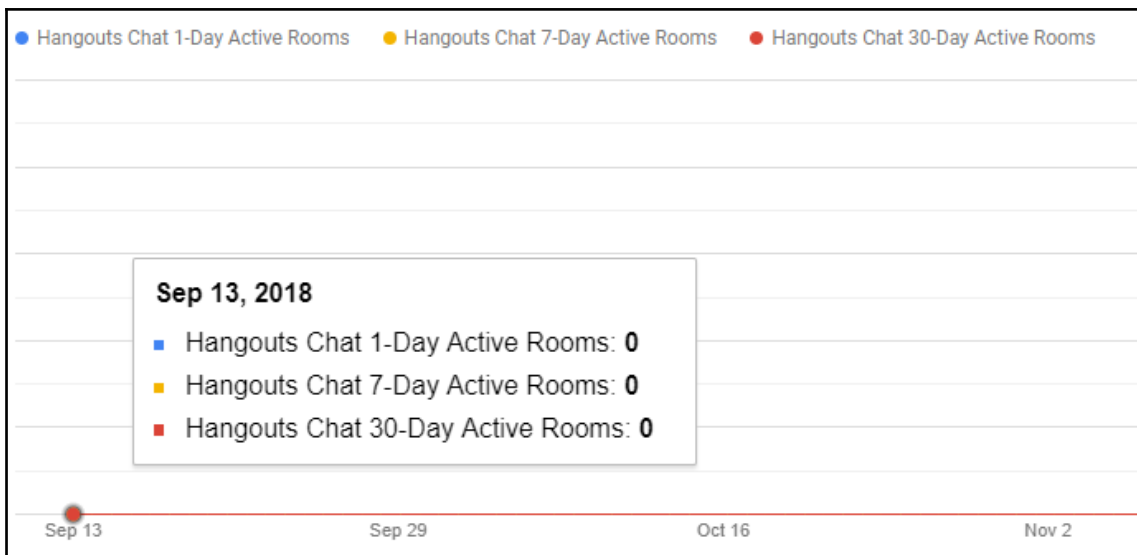 Hangouts Chat 1-Day Active Rooms Hangouts Chat 7-Day Active Rooms Hangouts Chat 30-Day Active Rooms
Sep 13, 2018
Hangouts Chat 1-Day Active Rooms: 0
Hangouts Chat 7-Day Active Rooms: 0
Hangouts Chat 30-Day Active Rooms: 0
Sep 13 Sep 29 Oct 16 Nov 2